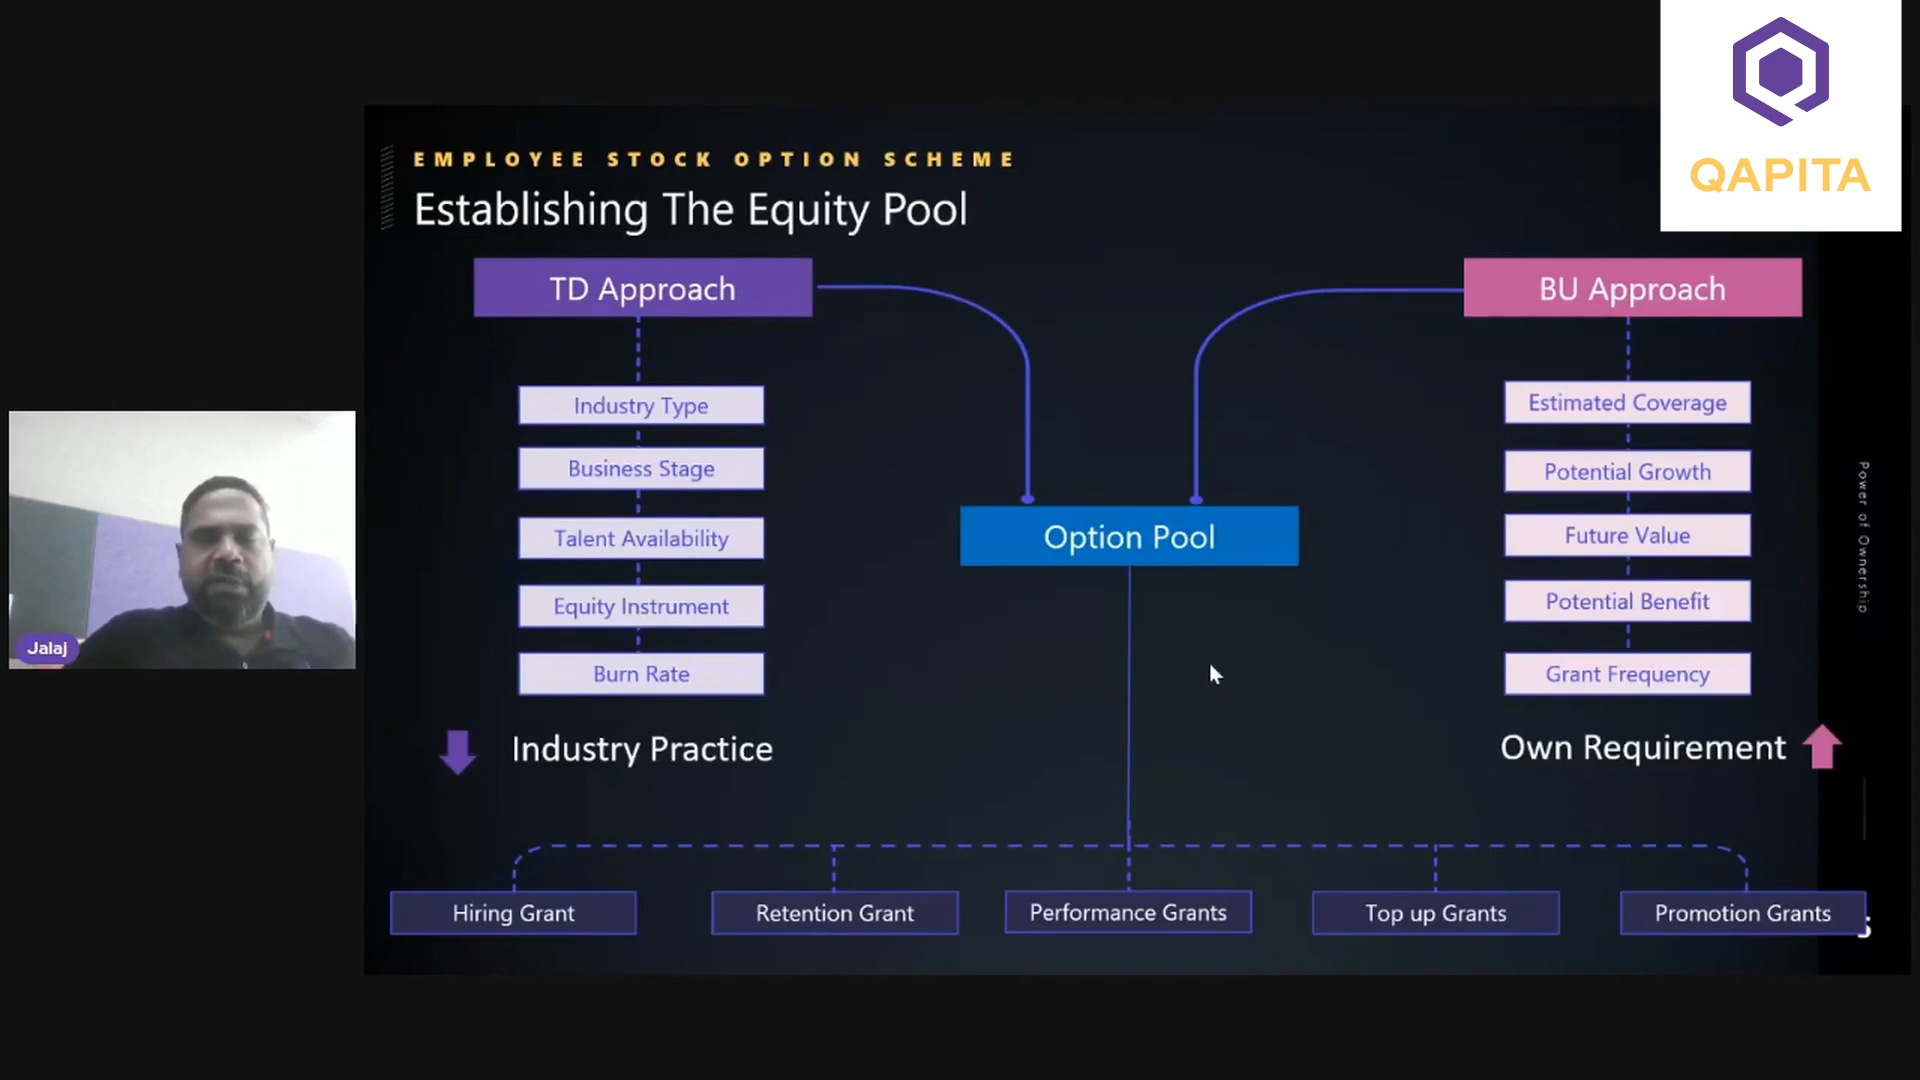 QAPITA
EMPLOYEE STOCK OPTION SCHEME
Establishing The Equity Pool
TD Approach
Industry Type
Business Stage
Talent Availability
Equity Instrument
Burn Rate
Industry Practice
BU Approach
Estimated Coverage
Potential Growth
Future Value
Potential Benefit
Grant Frequency
Own Requirement
Option Pool
Hiring Grant
Retention Grant
Performance Grants
Top up Grants
Promotion Grants
Power of Ownership
Jalaj